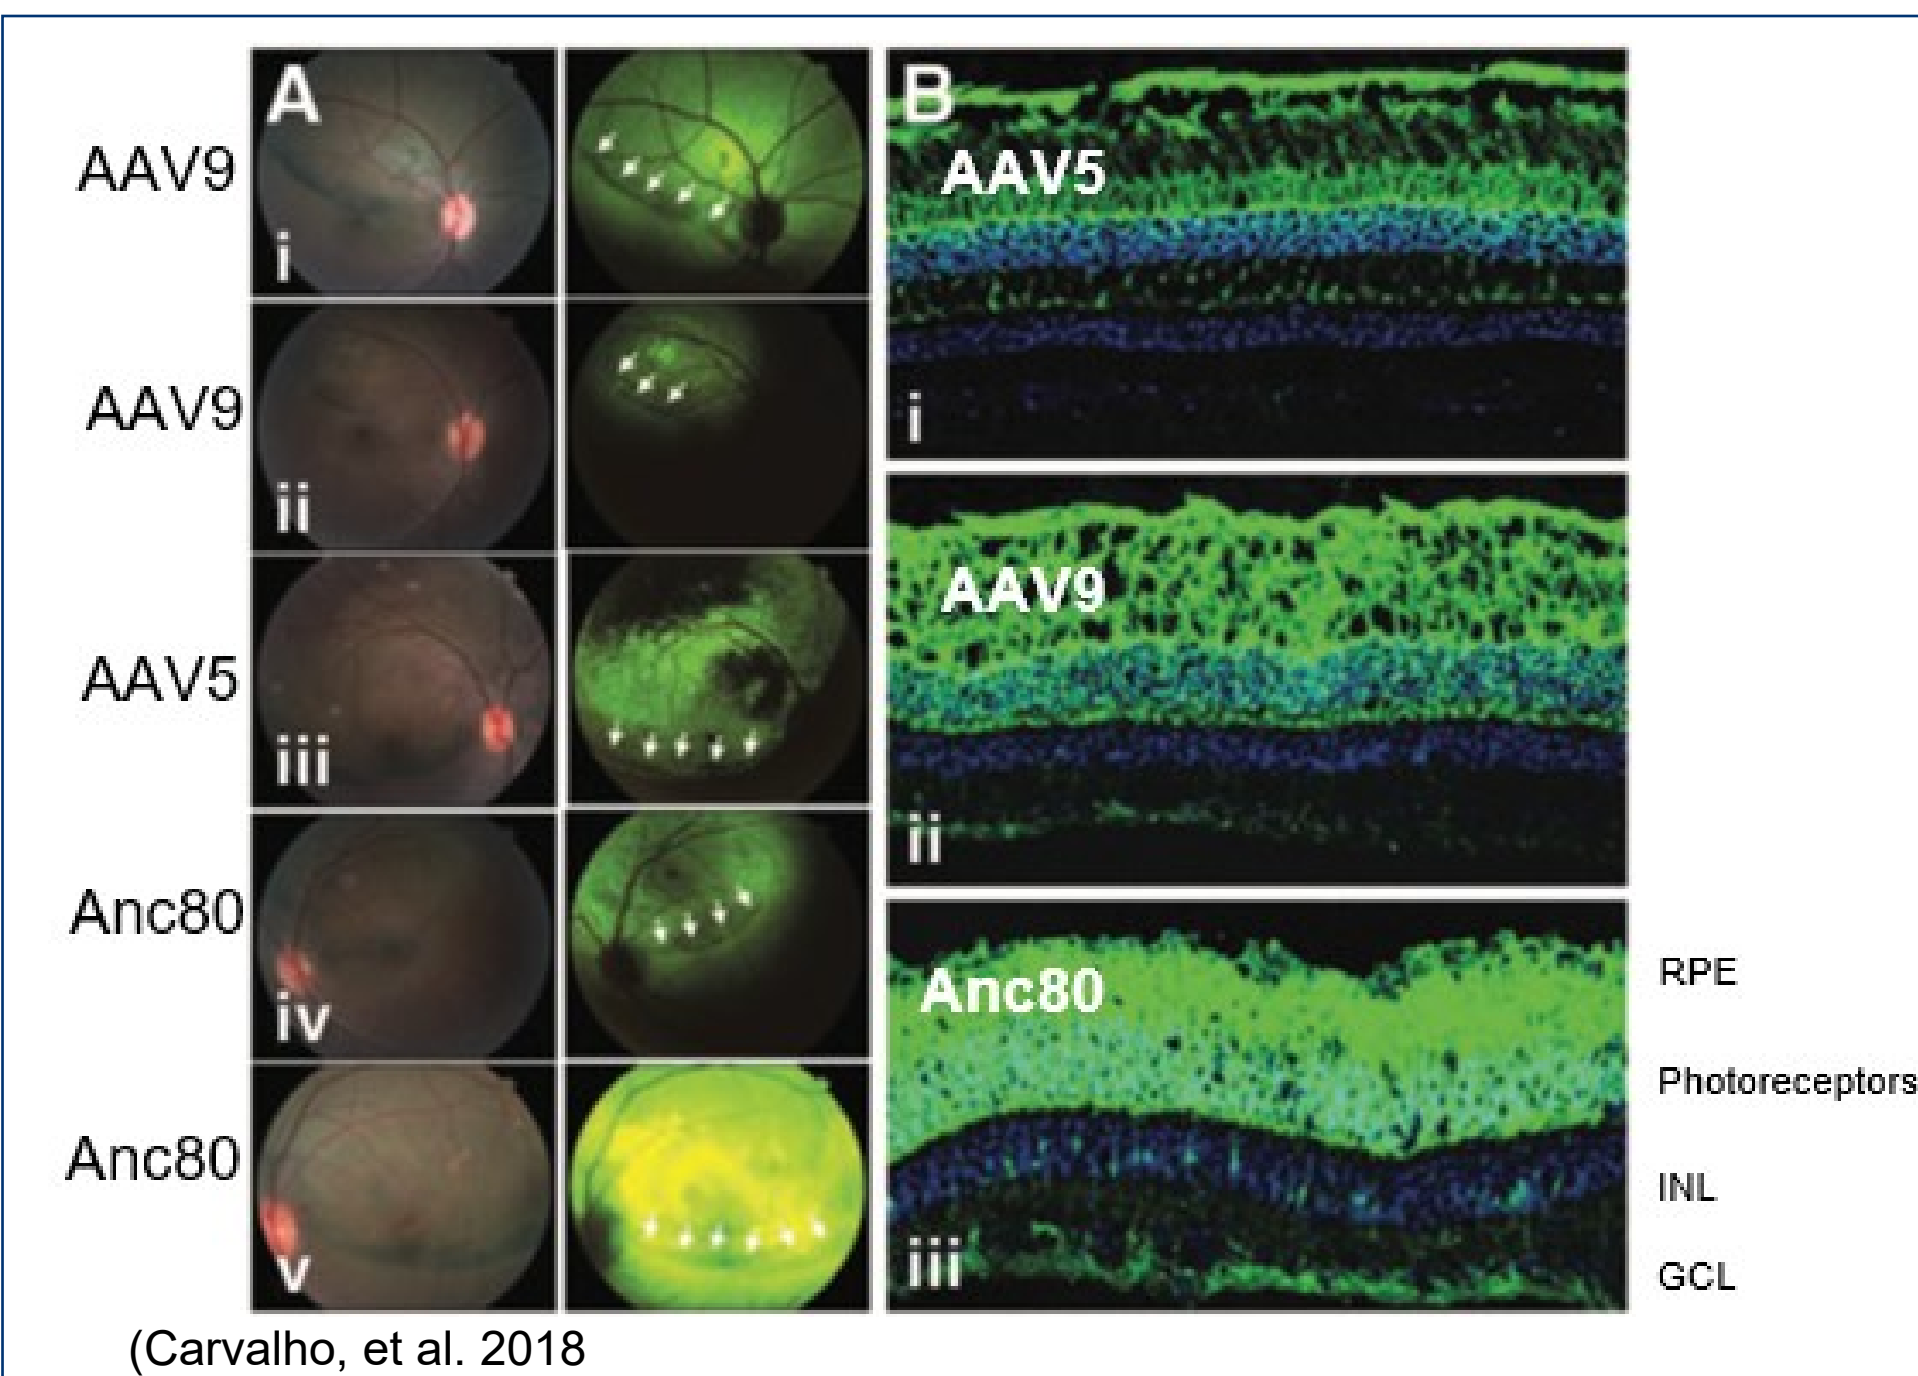 A
B
AAV9
AAV5
i
i
AAV9
ii
AAV9
ii
AAV5
iii
Anc80
iv
Anc80
RPE
Photoreceptors
INL
GCL
iii
Anc80
v
(Carvalho, et al. 2018